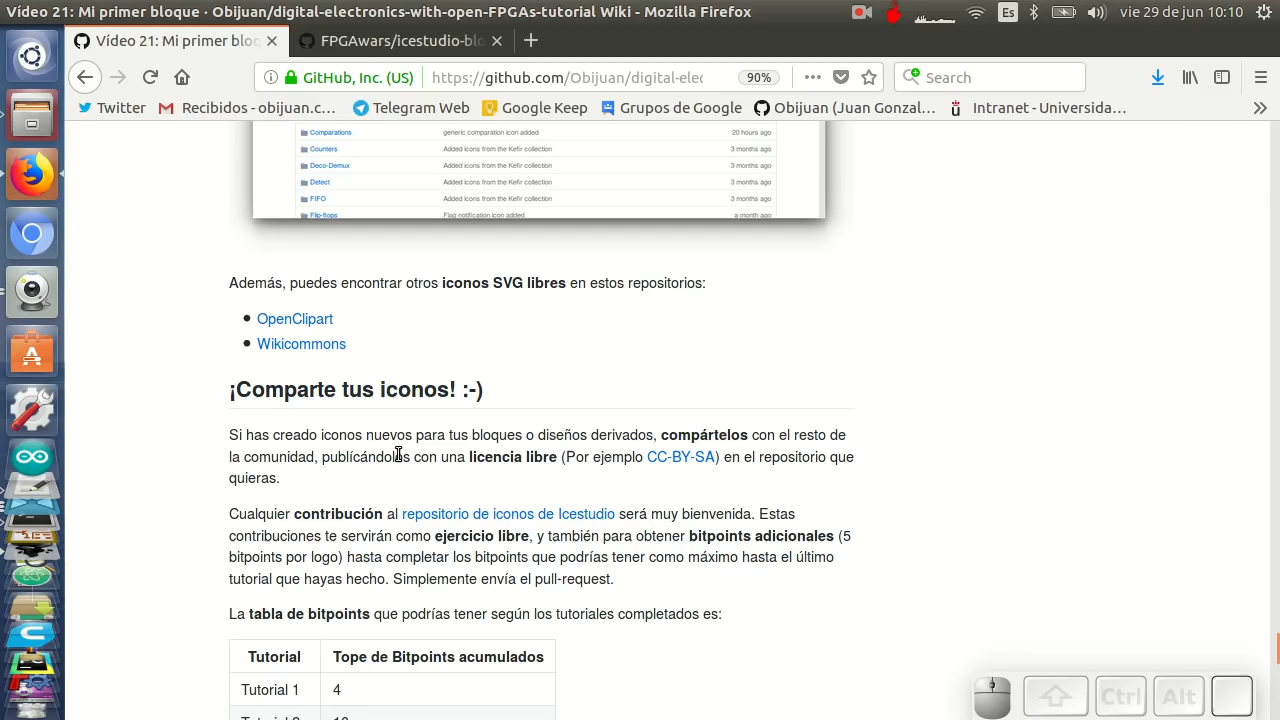 Vídeo 21: Mi primer bloque · Obijuan/digital-electronics-with-open-FPGAs-tutorial Wiki - Mozilla Firefox
Es
vie 29 de jun 10:10
Vídeo 21: Mi primer bloq
FPGAwars/icestudio-blo
GitHub, Inc. (US)
https://github.com/Obijuan/digital-elec
90%
Search
Twitter
Recibidos - obijuan.c…
Telegram Web
Google Keep
Grupos de Google
Obijuan (Juan Gonzal…
Intranet - Universida…
Comparations generic comparation icon added 20 hours ago
Counters Added icons from the Kefir collection 3 months ago
Deco-Demux Added icons from the Kefir collection 3 months ago
Detect Added icons from the Kefir collection 3 months ago
FIFO Added icons from the Kefir collection 3 months ago
Flip-flops Flag notification icon added a month ago
Además, puedes encontrar otros iconos SVG libres en estos repositorios:
OpenClipart
Wikicommons
¡Comparte tus iconos! :-)
Si has creado iconos nuevos para tus bloques o diseños derivados, compártelos con el resto de
la comunidad, publícándolos con una licencia libre (Por ejemplo CC-BY-SA) en el repositorio que
quieras.
Cualquier contribución al repositorio de iconos de Icestudio será muy bienvenida. Estas
contribuciones te servirán como ejercicio libre, y también para obtener bitpoints adicionales (5
bitpoints por logo) hasta completar los bitpoints que podrías tener como máximo hasta el último
tutorial que hayas hecho. Simplemente envía el pull-request.
La tabla de bitpoints que podrías tener según los tutoriales completados es:
Tutorial Tope de Bitpoints acumulados
Tutorial 1 4
Ctrl
Alt